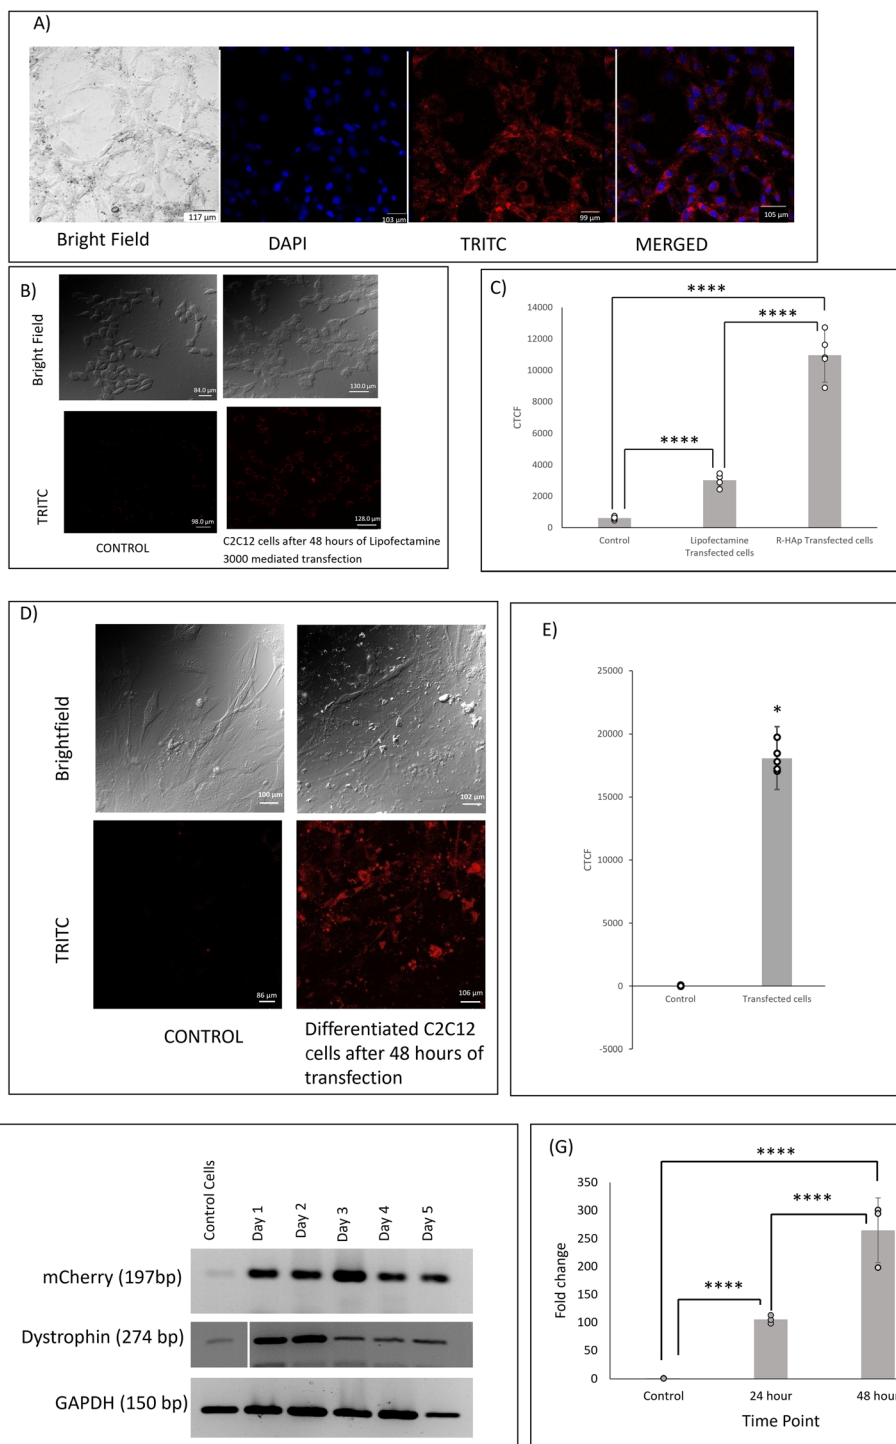 A)
117 µm
103 µm
99 µm
105 µm
Bright Field
DAPI
TRITC
MERGED
B)
Bright Field
84.0 µm
130.0 µm
TRITC
98.0 µm
128.0 µm
CONTROL
C2C12 cells after 48 hours of Lipofectamine
3000 mediated transfection
C)
****
****
****
14000
12000
10000
8000
6000
4000
2000
0
CTCF
Control
Lipofectamine
Transfected cells
R-HAp Transfected cells
D)
Brightfield
100 µm
102 µm
TRITC
86 µm
106 µm
CONTROL
Differentiated C2C12
cells after 48 hours of
transfection
E)
*
25000
20000
15000
10000
5000
0
-5000
CTCF
Control
Transfected cells
Control Cells
Day 1
Day 2
Day 3
Day 4
Day 5
mCherry (197bp)
Dystrophin (274 bp)
GAPDH (150 bp)
(G)
****
****
****
350
300
250
200
150
100
50
0
Fold change
Control
24 hour
48 hour
Time Point